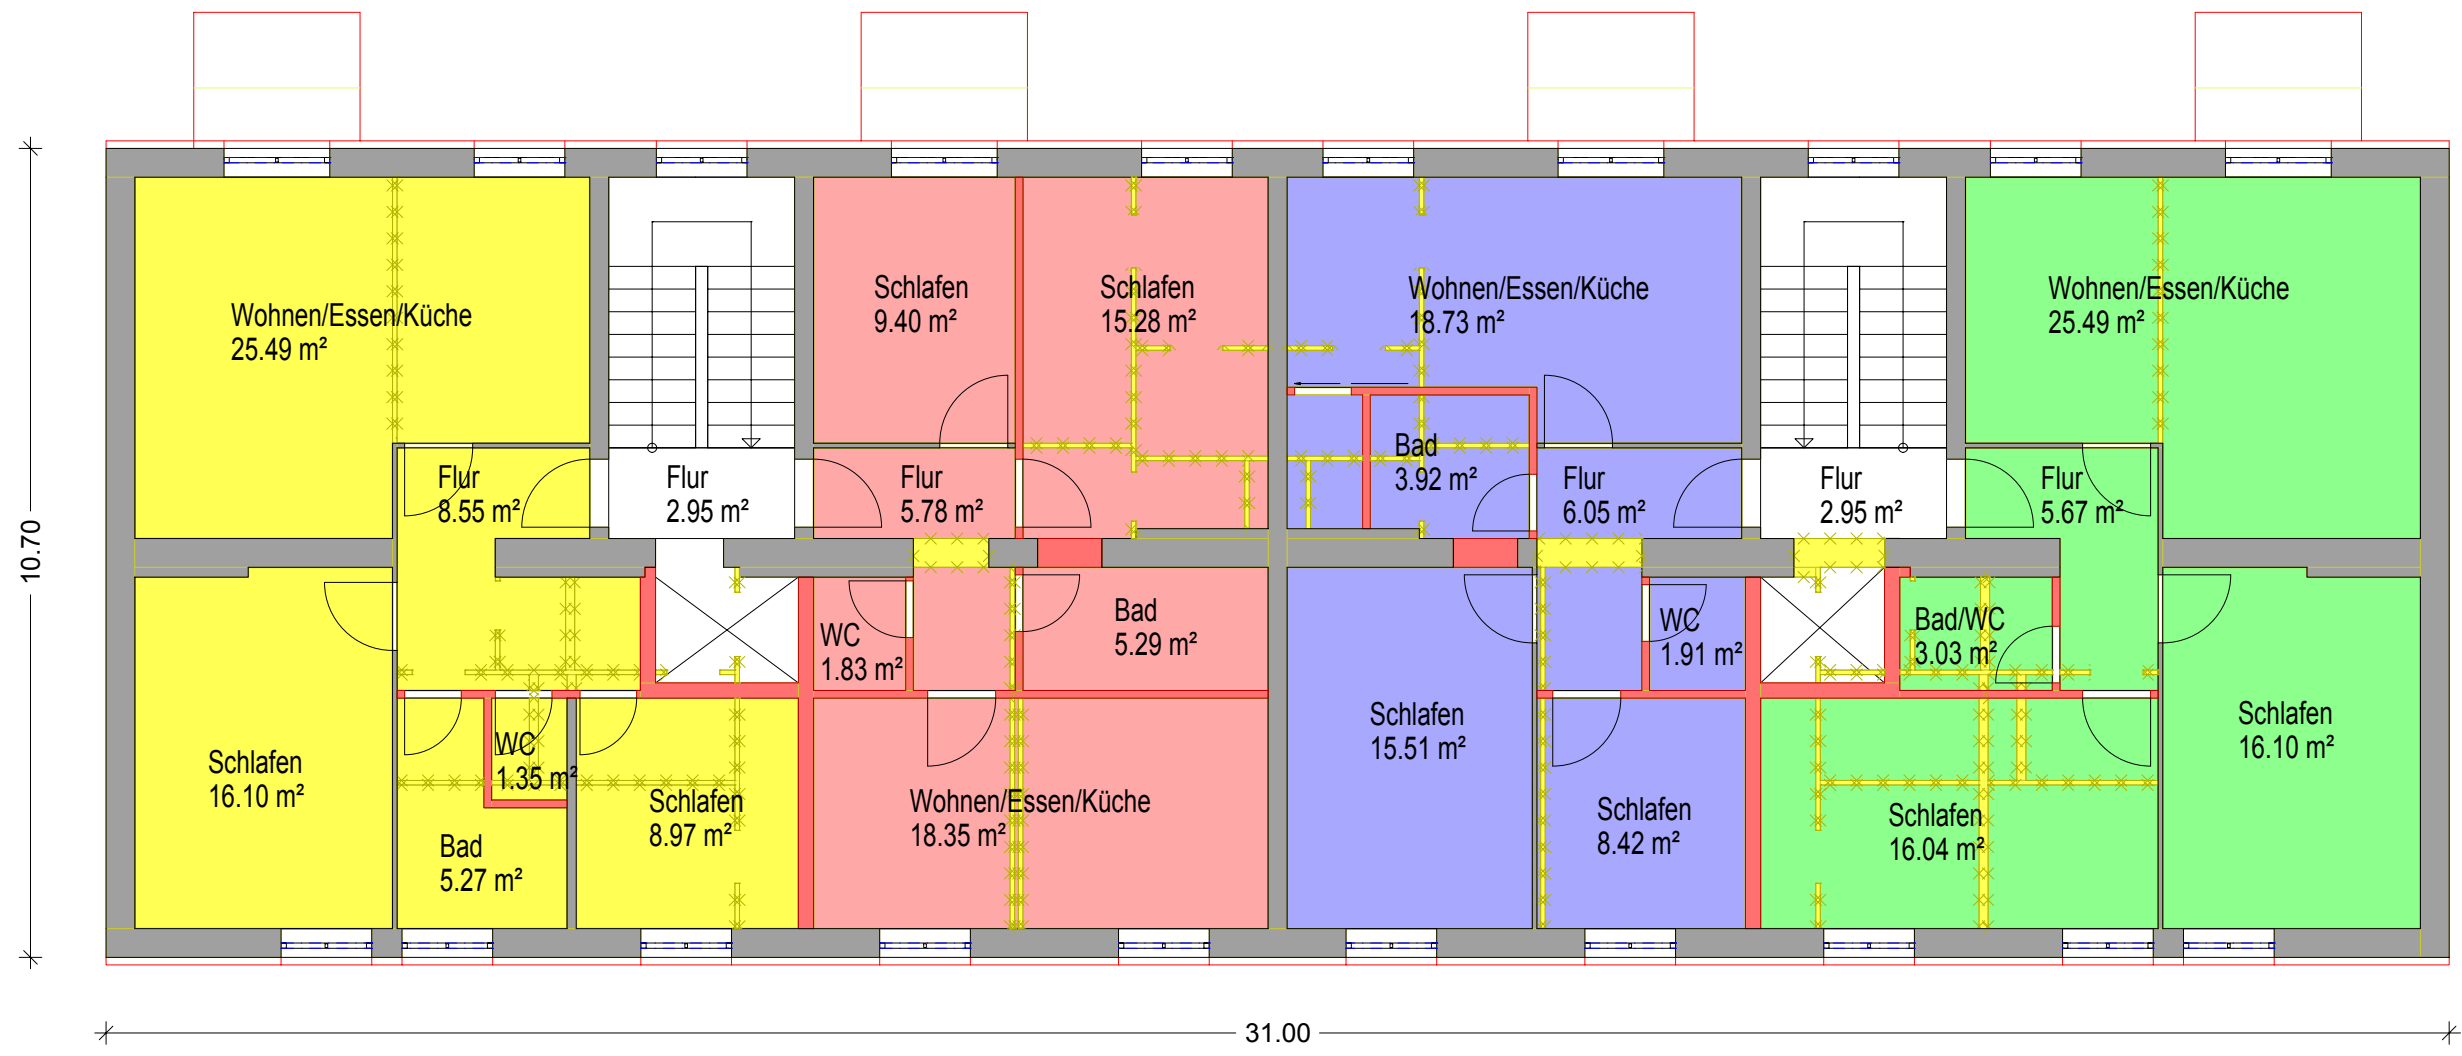 Schlafen
9.40 m²
Schlafen
15.28 m²
Wohnen/Essen/Küche
18.73 m²
Wohnen/Essen/Küche
25.49 m²
Wohnen/Essen/Küche
25.49 m²
Flur
8.55 m²
Flur
2.95 m²
Flur
5.78 m²
Bad
3.92 m²
Flur
6.05 m²
Flur
2.95 m²
Flur
5.67 m²
10.70
WC
1.83 m²
Bad
5.29 m²
WC
1.91 m²
Bad/WC
3.03 m²
Schlafen
16.10 m²
WC
1.35 m²
Schlafen
8.97 m²
Bad
5.27 m²
Wohnen/Essen/Küche
18.35 m²
Schlafen
15.51 m²
Schlafen
8.42 m²
Schlafen
16.04 m²
Schlafen
16.10 m²
31.00